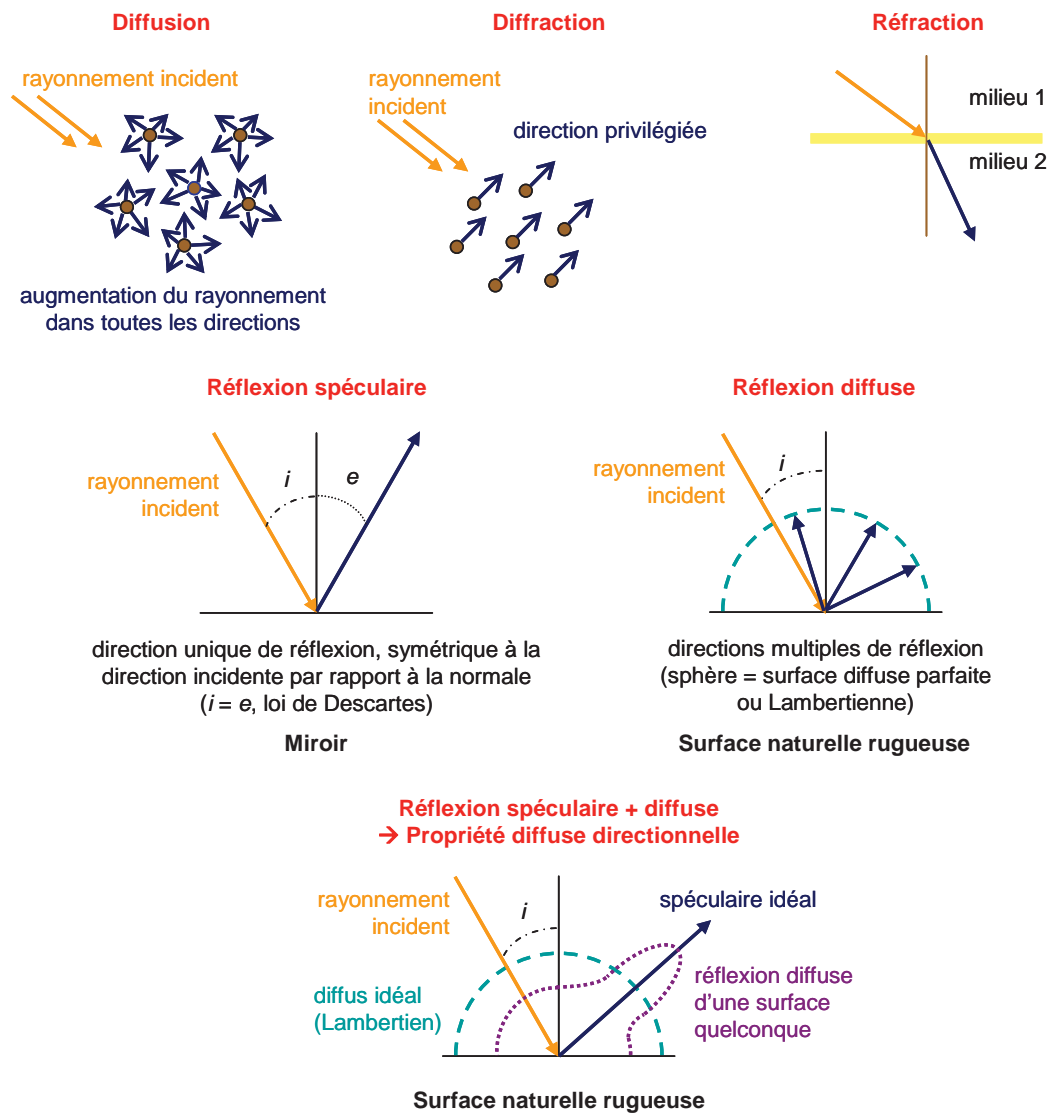 Diffusion
rayonnement incident
augmentation du rayonnement
dans toutes les directions
Diffraction
rayonnement
incident
direction privilégiée
Réfraction
milieu 1
milieu 2
Réflexion spéculaire
rayonnement
incident
i
e
direction unique de réflexion, symétrique à la
direction incidente par rapport à la normale
(i = e, loi de Descartes)
Miroir
Réflexion diffuse
rayonnement
incident
i
directions multiples de réflexion
(sphère = surface diffuse parfaite
ou Lambertienne)
Surface naturelle rugueuse
Réflexion spéculaire + diffuse
→ Propriété diffuse directionnelle
rayonnement
incident
i
spéculaire idéal
diffus idéal
(Lambertien)
réflexion diffuse
d'une surface
quelconque
Surface naturelle rugueuse